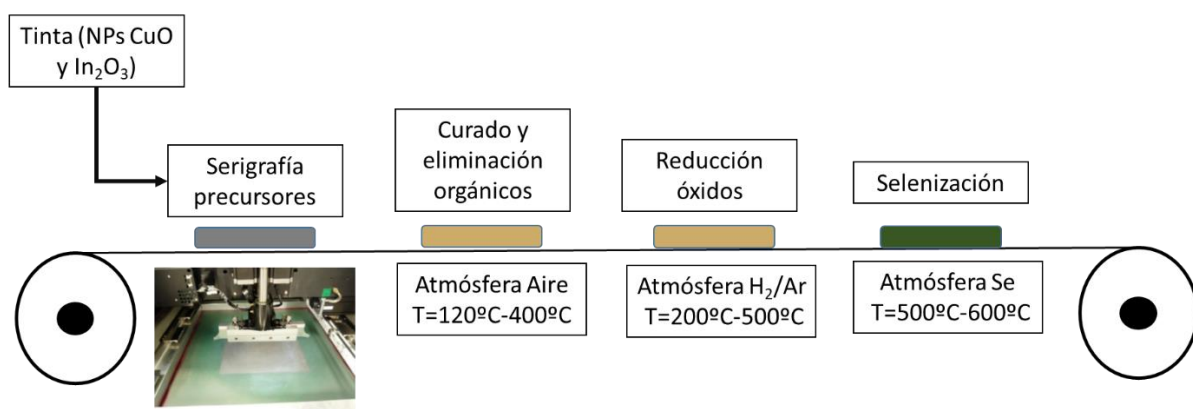 Tinta (NPs CuO
y In₂O₃)
Serigrafía
precursores
Curado y
eliminación
orgánicos
Reducción
óxidos
Selenización
Atmósfera Aire
T=120ºC-400ºC
Atmósfera H₂/Ar
T=200ºC-500ºC
Atmósfera Se
T=500ºC-600ºC